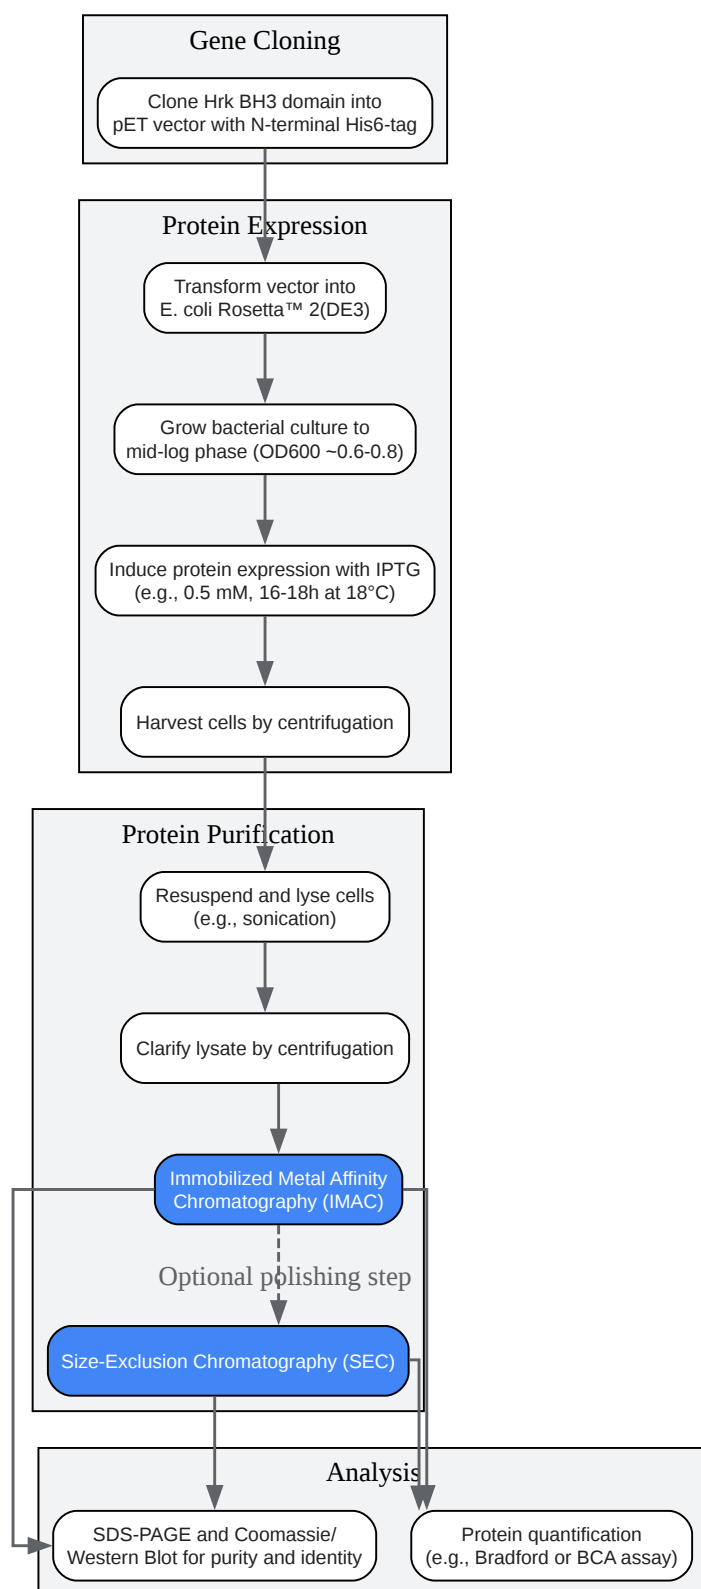 Gene Cloning
Clone Hrk BH3 domain into
pET vector with N-terminal His6-tag
Protein Expression
Transform vector into
E. coli Rosetta™ 2(DE3)
Grow bacterial culture to
mid-log phase (OD600 ~0.6-0.8)
Induce protein expression with IPTG
(e.g., 0.5 mM, 16-18h at 18°C)
Harvest cells by centrifugation
Protein Purification
Resuspend and lyse cells
(e.g., sonication)
Clarify lysate by centrifugation
Immobilized Metal Affinity
Chromatography (IMAC)
Optional polishing step
Size-Exclusion Chromatography (SEC)
Analysis
SDS-PAGE and Coomassie/
Western Blot for purity and identity
Protein quantification
(e.g., Bradford or BCA assay)